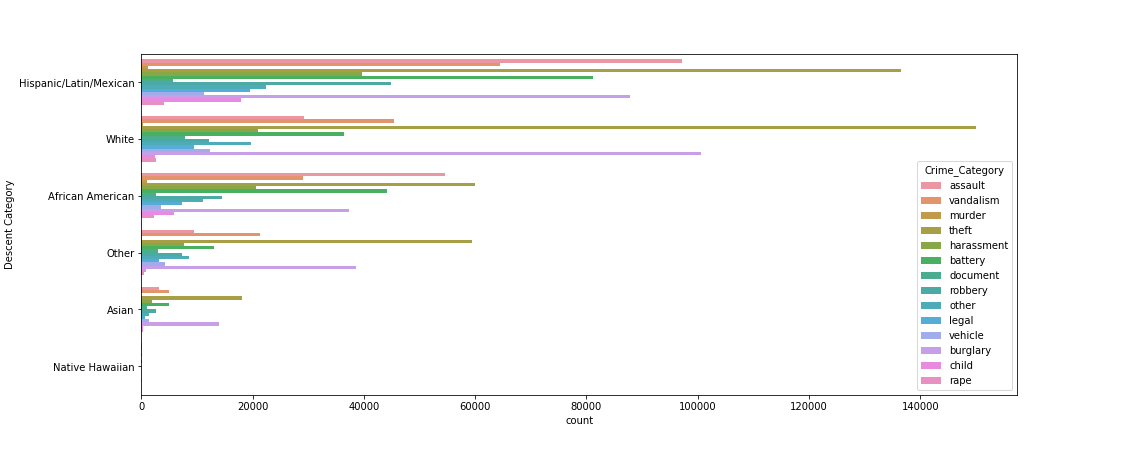 Hispanic/Latin/Mexican
White
African American
Other
Asian
Native Hawaiian
Descent Category
0 20000 40000 60000 80000 100000 120000 140000
count
Crime_Category
assault
vandalism
murder
theft
harassment
battery
document
robbery
other
legal
vehicle
burglary
child
rape